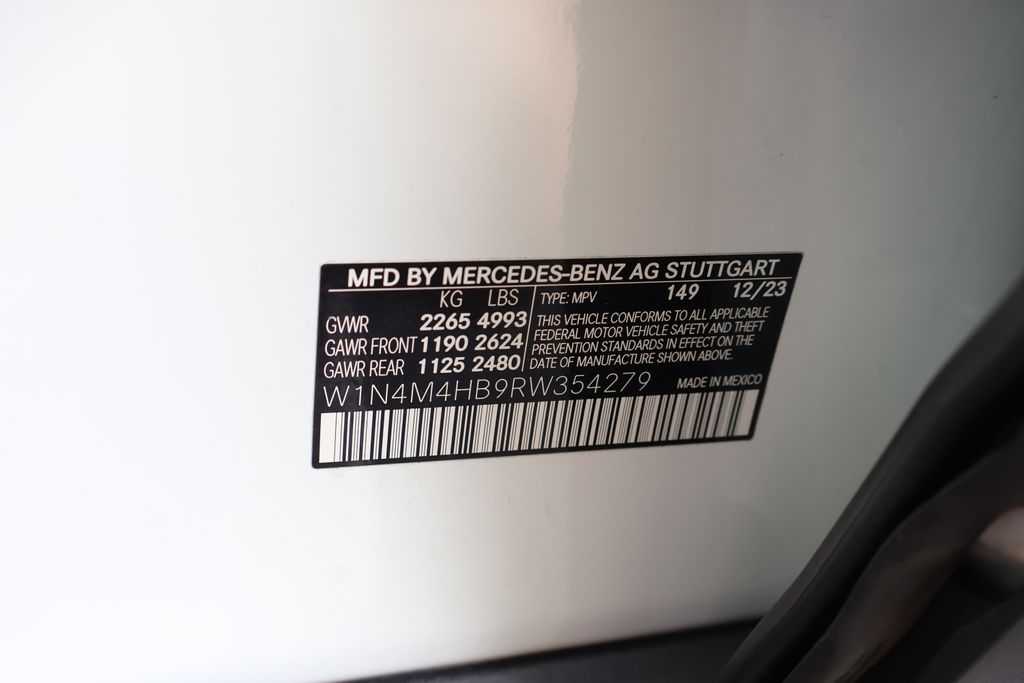 MFD BY MERCEDES-BENZ AG STUTTGART
KG LBS
GVWR 2265 4993
GAWR FRONT 1190 2624
GAWR REAR 1125 2480
TYPE: MPV 149 12/23
THIS VEHICLE CONFORMS TO ALL APPLICABLE
FEDERAL MOTOR VEHICLE SAFETY AND THEFT
PREVENTION STANDARDS IN EFFECT ON THE
DATE OF MANUFACTURE SHOWN ABOVE.
W1N4M4HB9RW354279 MADE IN MEXICO